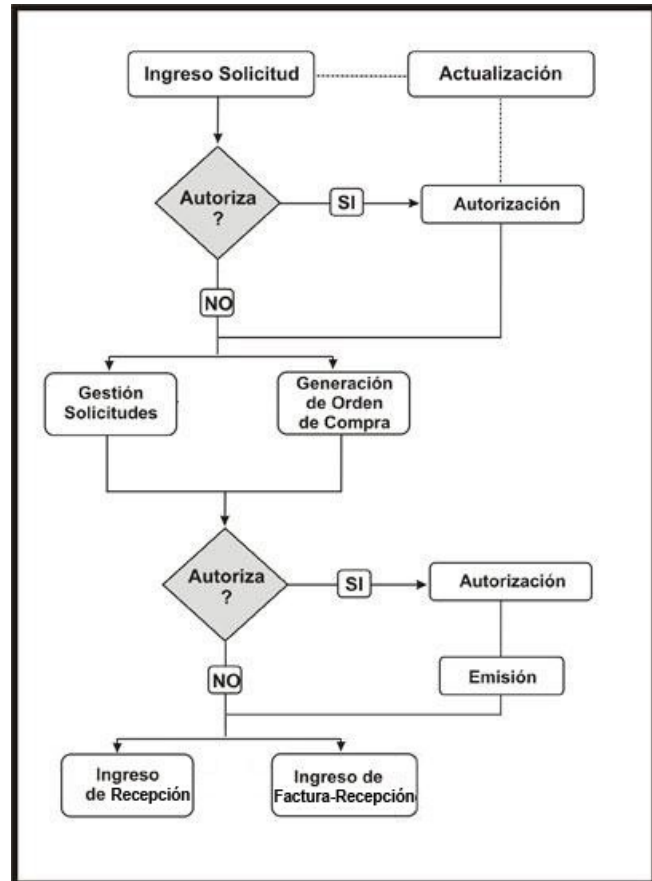 Ingreso Solicitud
Actualización
Autoriza
?
SI
Autorización
NO
Gestión
Solicitudes
Generación
de Orden
de Compra
Autoriza
?
SI
Autorización
NO
Emisión
Ingreso
de Recepción
Ingreso de
Factura-Recepción